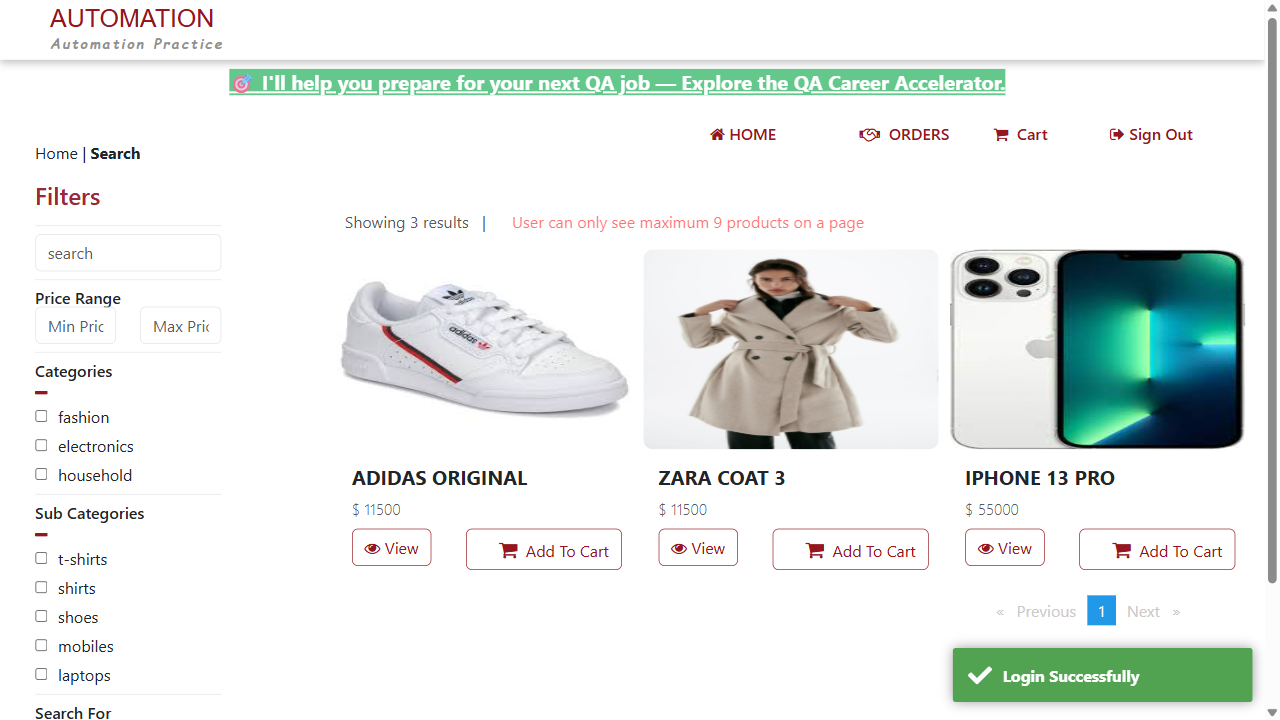 AUTOMATION
Automation Practice
🎯 I'll help you prepare for your next QA job — Explore the QA Career Accelerator.
HOME ORDERS Cart Sign Out
Home | Search
Filters
Showing 3 results | User can only see maximum 9 products on a page
search
Price Range
Min Pric Max Pric
Categories
fashion
electronics
household
Sub Categories
t-shirts
shirts
shoes
mobiles
laptops
Search For
adidas
ADIDAS ORIGINAL
$ 11500
View Add To Cart
ZARA COAT 3
$ 11500
View Add To Cart
IPHONE 13 PRO
$ 55000
View Add To Cart
« Previous 1 Next »
Login Successfully